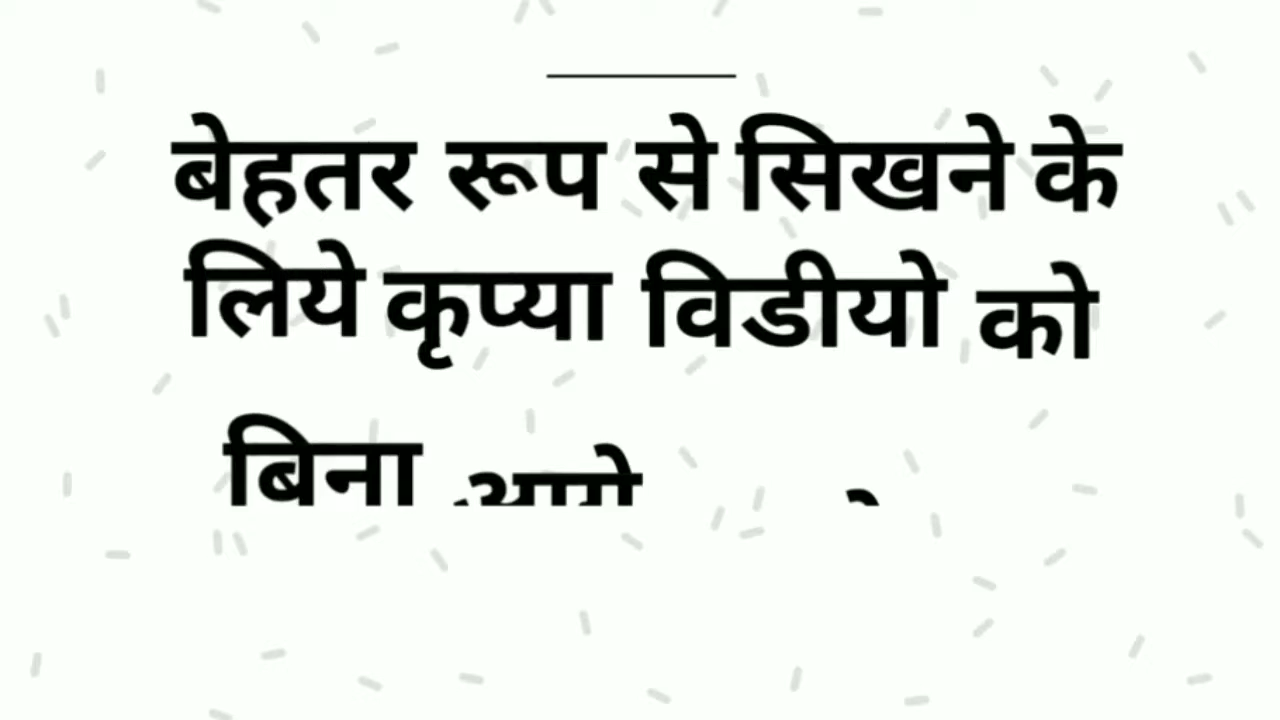 बेहतर रूप से सिखने के
लिये कृप्या विडीयो को
बिना